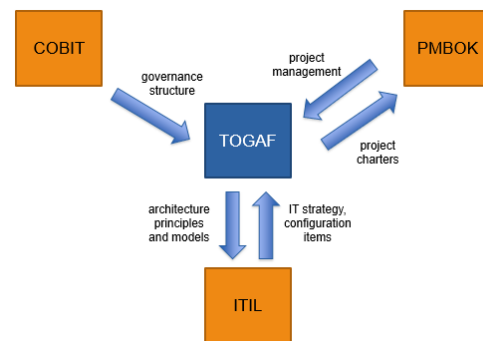 COBIT
PMBOK
project
management
governance
structure
TOGAF
project
charters
architecture
principles
and models
IT strategy,
configuration
items
ITIL